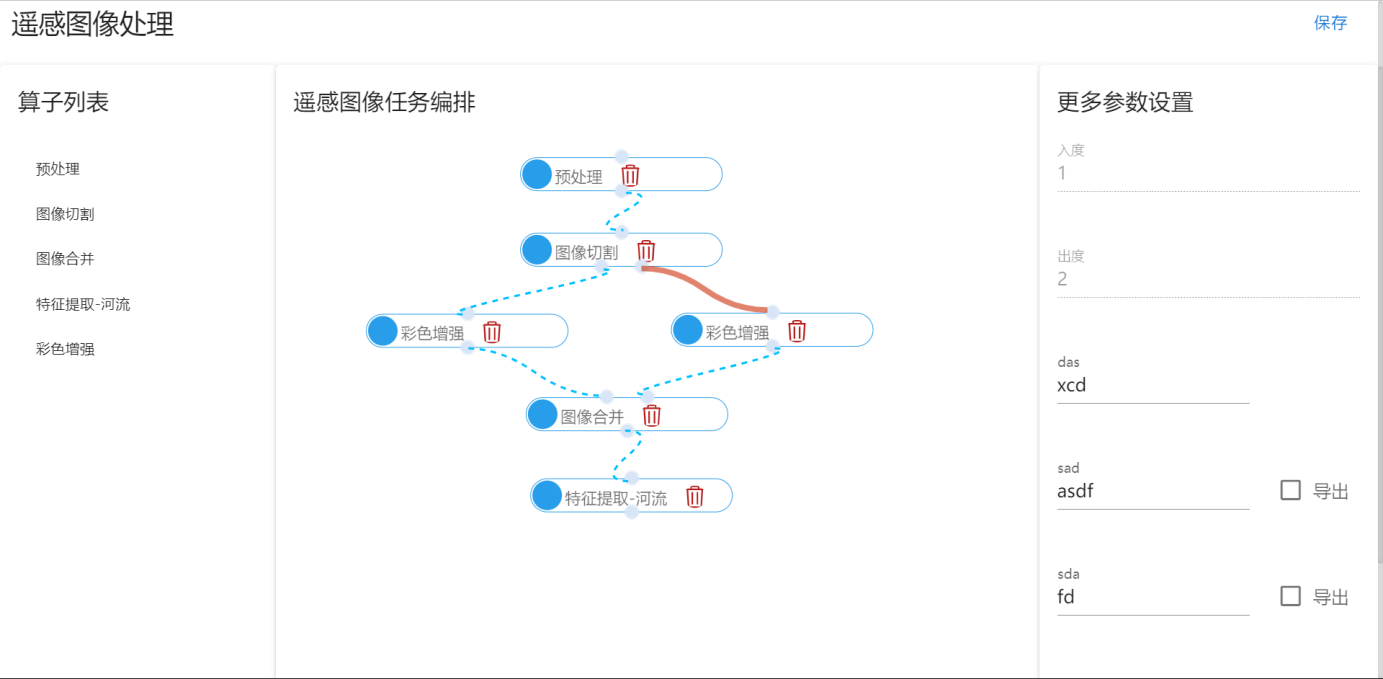 遥感图像处理
保存
算子列表
预处理
图像切割
图像合并
特征提取-河流
彩色增强
遥感图像任务编排
预处理
图像切割
彩色增强
彩色增强
图像合并
特征提取-河流
更多参数设置
入度
1
出度
2
das
xcd
sad
asdf
导出
sda
fd
导出